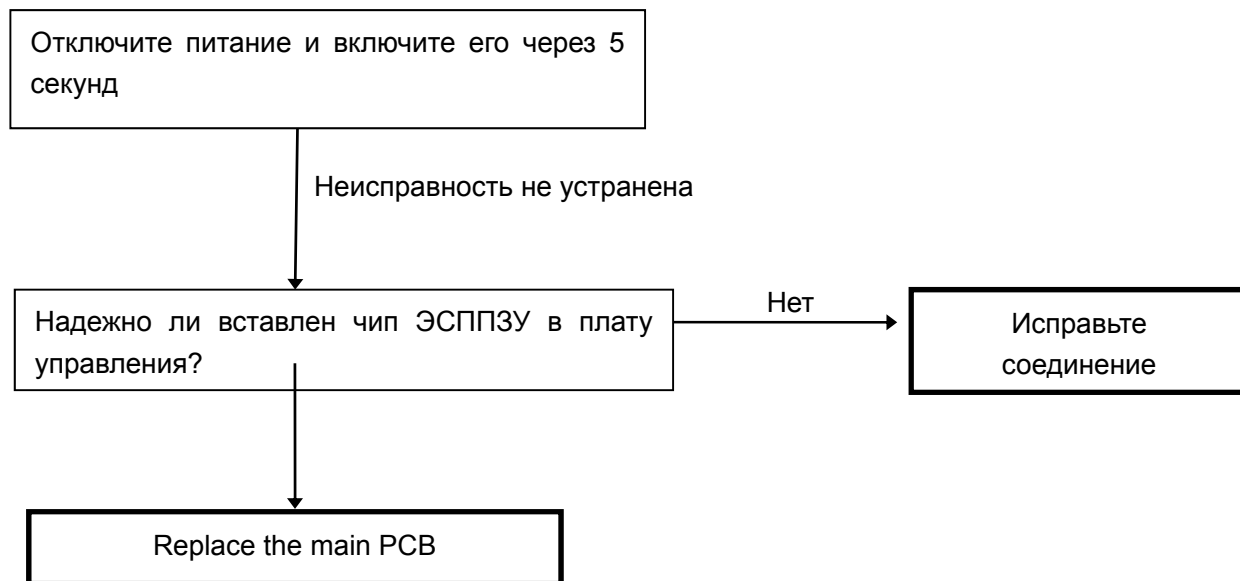 Отключите питание и включите его через 5
секунд
Неисправность не устранена
Надежно ли вставлен чип ЭСППЗУ в плату
управления?
Нет
Исправьте
соединение
Replace the main PCB